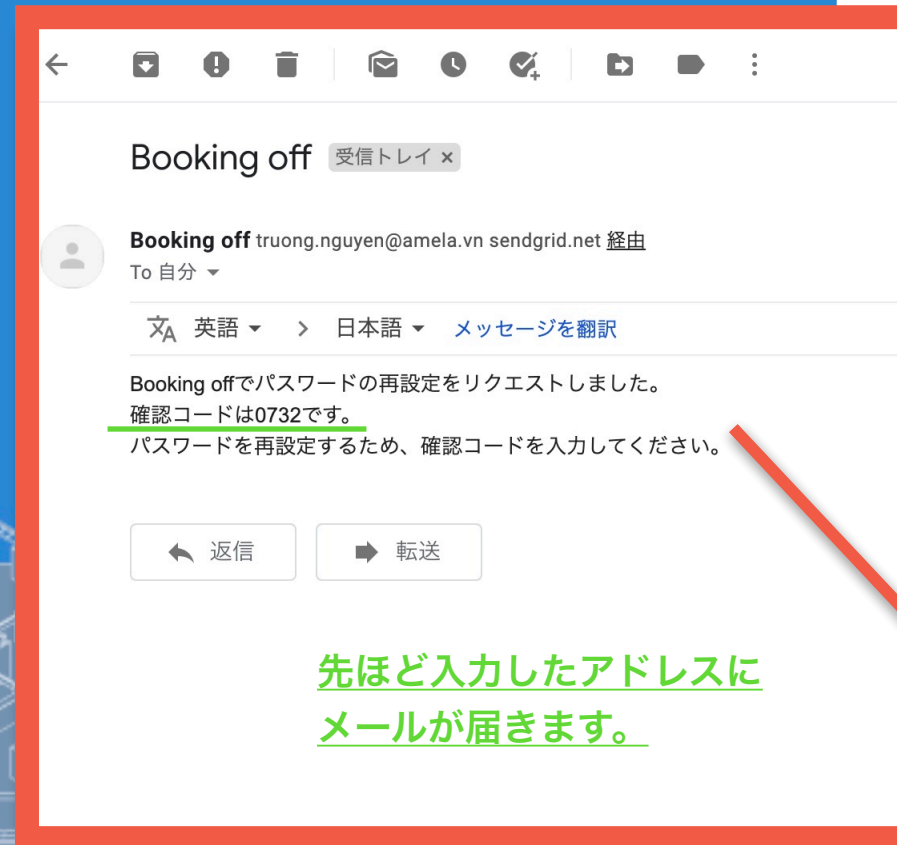 Booking off 受信トレイ ×
Booking off truong.nguyen@amela.vn sendgrid.net 経由
To 自分
英語 > 日本語 メッセージを翻訳
Booking offでパスワードの再設定をリクエストしました。
確認コードは0732です。
パスワードを再設定するため、確認コードを入力してください。
返信 転送
先ほど入力したアドレスに
メールが届きます。